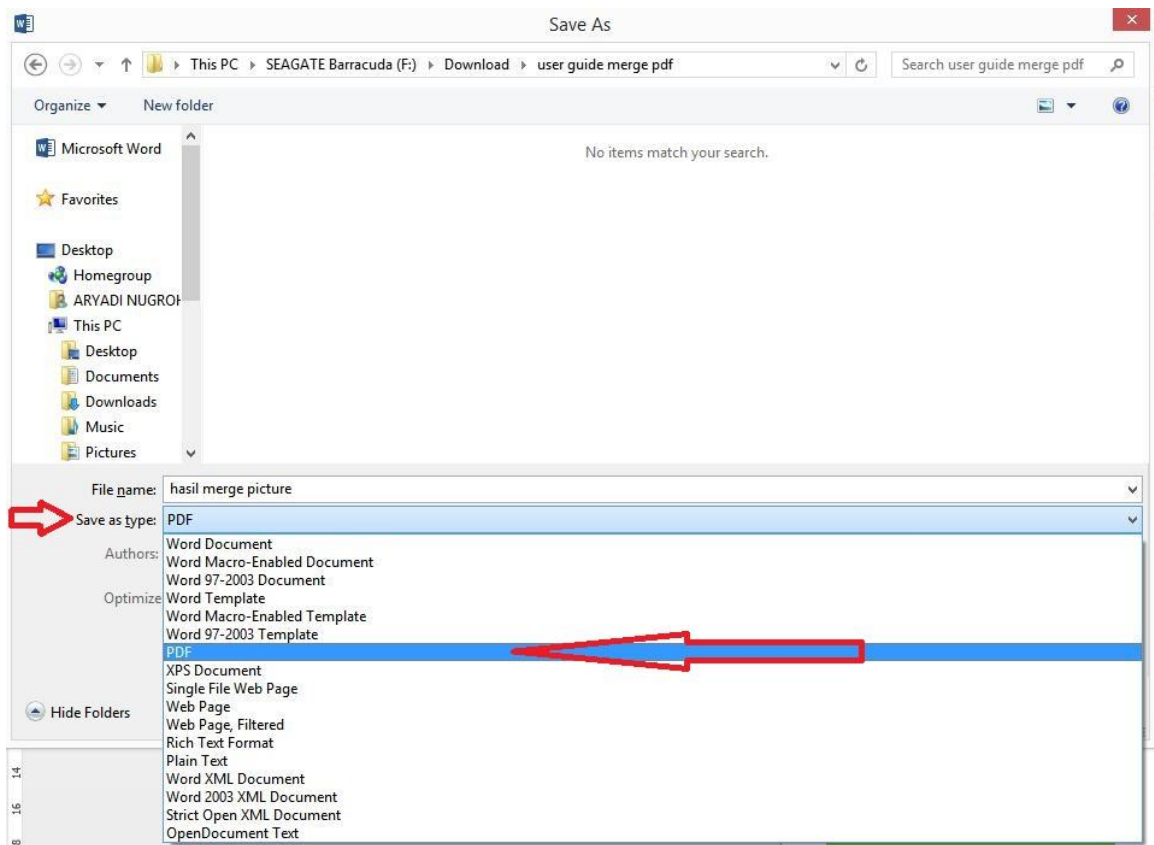 Save As
This PC ▸ SEAGATE Barracuda (F:) ▸ Download ▸ user guide merge pdf
Search user guide merge pdf
Organize
New folder
Microsoft Word
No items match your search.
Favorites
Desktop
Homegroup
ARYADI NUGROH
This PC
Desktop
Documents
Downloads
Music
Pictures
File name: hasil merge picture
Save as type: PDF
Authors:
Optimize
Word Document
Word Macro-Enabled Document
Word 97-2003 Document
Word Template
Word Macro-Enabled Template
Word 97-2003 Template
PDF
XPS Document
Single File Web Page
Web Page
Web Page, Filtered
Rich Text Format
Plain Text
Word XML Document
Word 2003 XML Document
Strict Open XML Document
OpenDocument Text
Hide Folders
14
16